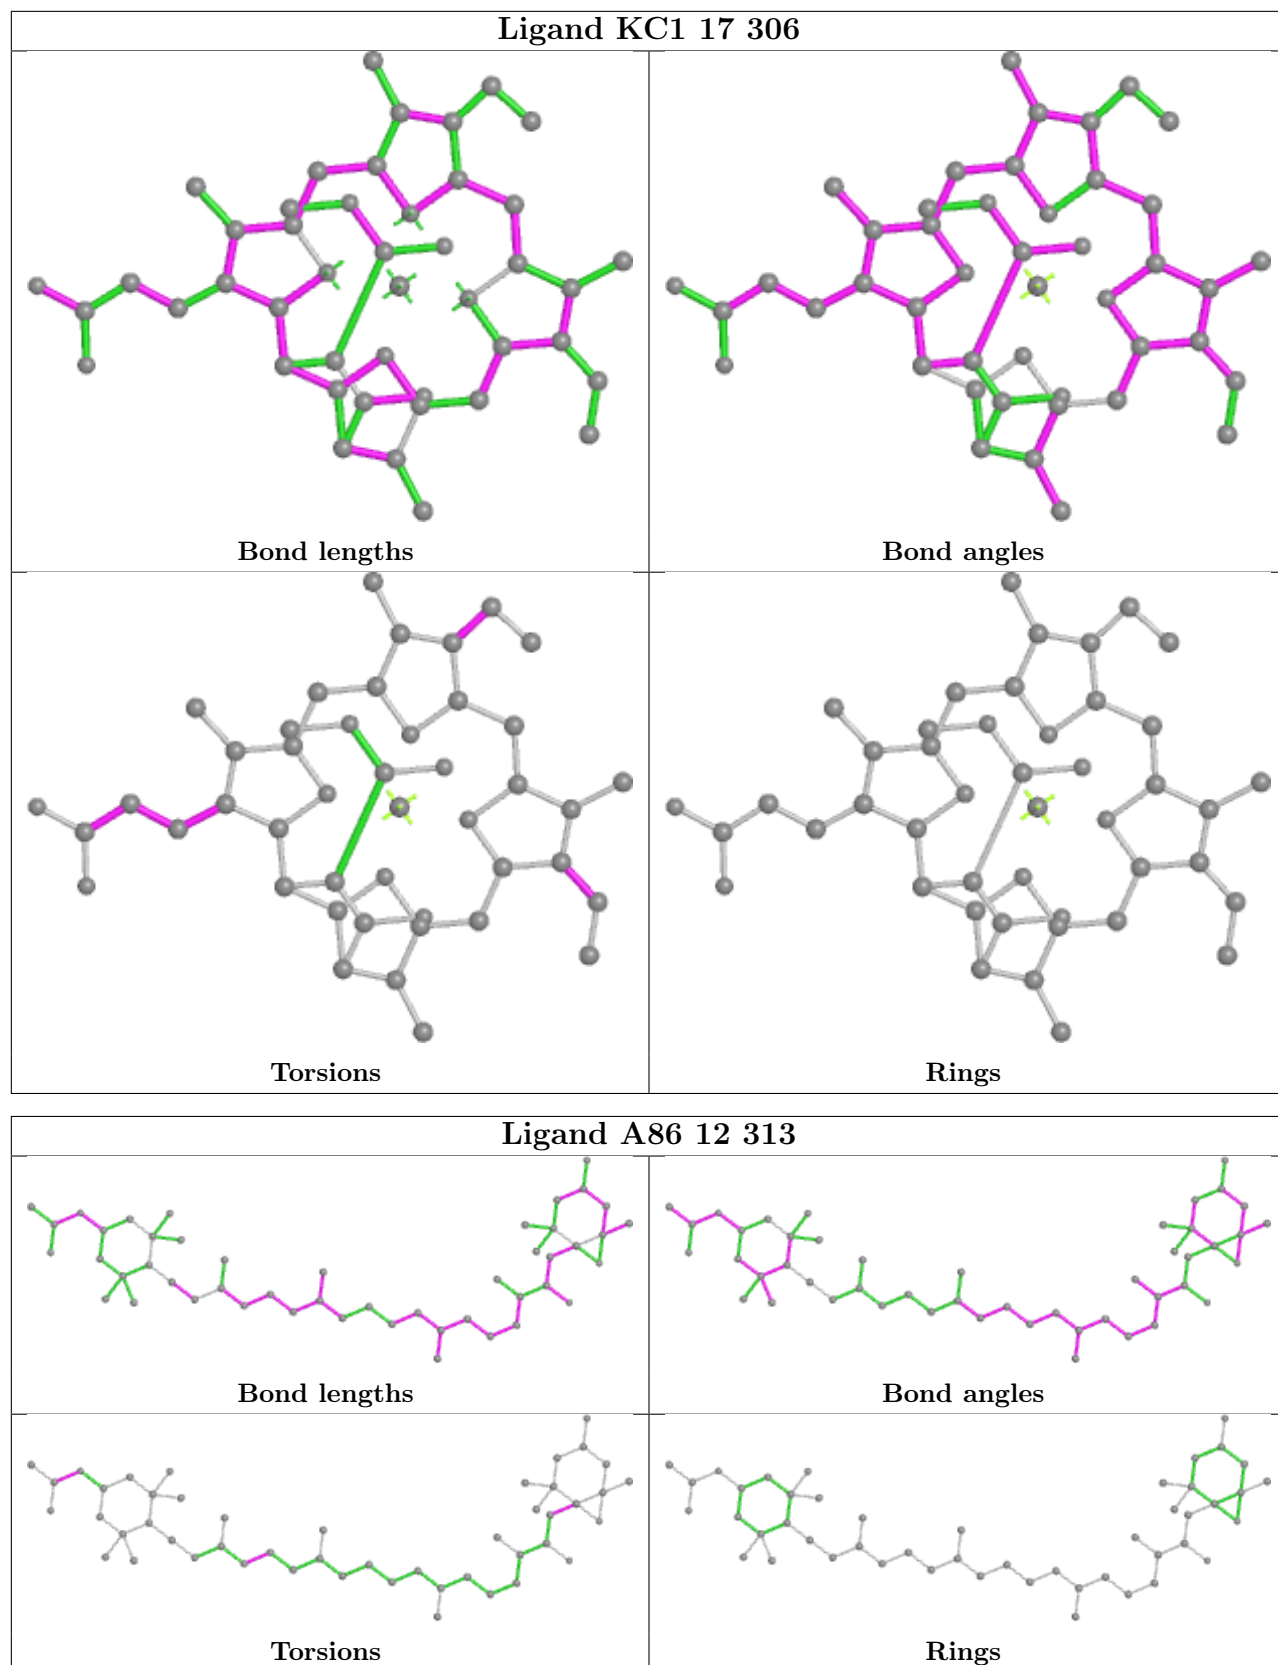 Ligand KC1 17 306
Bond lengths
Bond angles
Torsions
Rings
Ligand A86 12 313
Bond lengths
Bond angles
Torsions
Rings